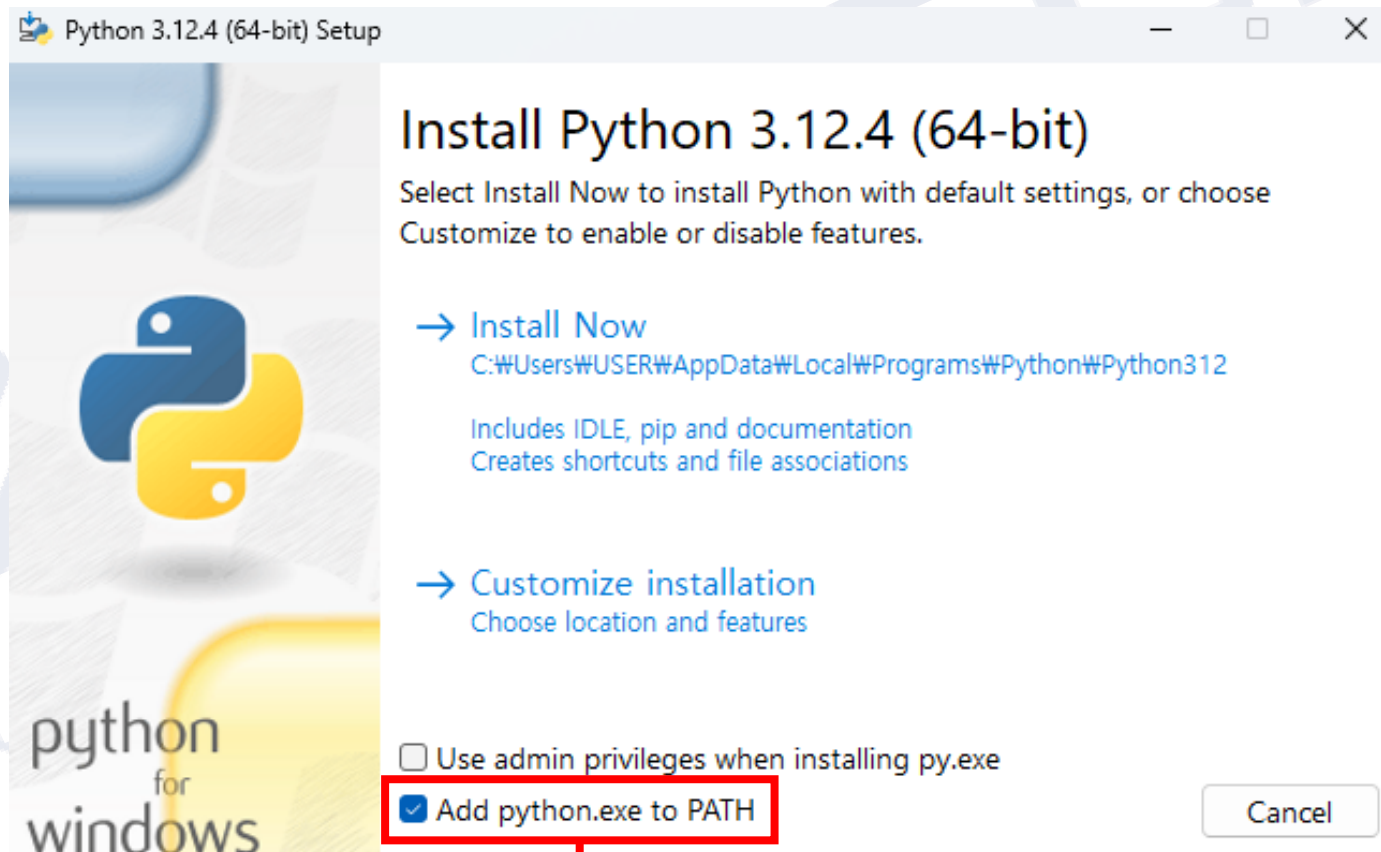 Python 3.12.4 (64-bit) Setup
Install Python 3.12.4 (64-bit)
Select Install Now to install Python with default settings, or choose
Customize to enable or disable features.
Install Now
C:₩Users₩USER₩AppData₩Local₩Programs₩Python₩Python312
Includes IDLE, pip and documentation
Creates shortcuts and file associations
Customize installation
Choose location and features
python
for
windows
Use admin privileges when installing py.exe
Add python.exe to PATH
Cancel